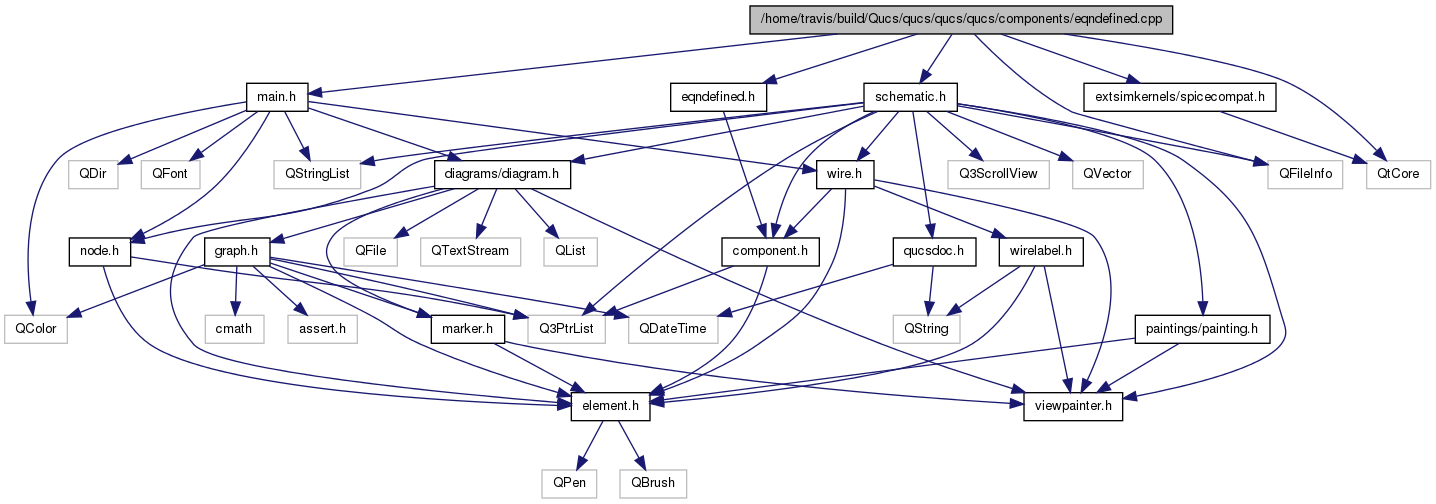 /home/travis/build/Qucs/qucs/qucs/qucs/components/eqndefined.cpp
main.h
eqndefined.h
schematic.h
extsimkernels/spicecompat.h
QDir
QFont
QStringList
diagrams/diagram.h
wire.h
Q3ScrollView
QVector
QFileInfo
QtCore
node.h
graph.h
QFile
QTextStream
QList
component.h
qucsdoc.h
wirelabel.h
QColor
cmath
assert.h
marker.h
Q3PtrList
QDateTime
QString
paintings/painting.h
element.h
viewpainter.h
QPen
QBrush